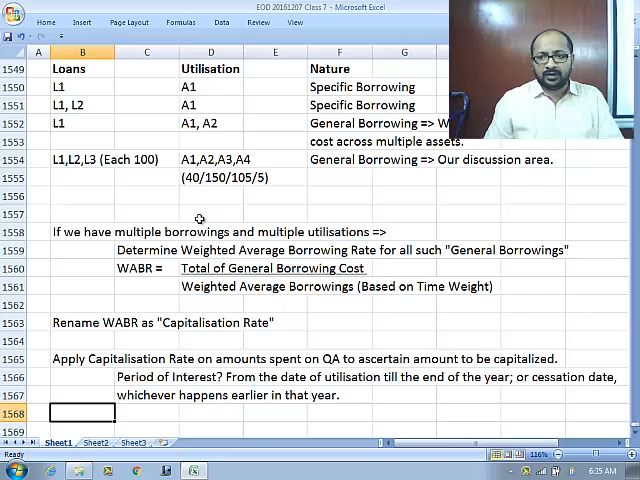 EOD 20161207 Class 7 - Microsoft Excel
Home Insert Page Layout Formulas Data Review View
A B C D E F G
1549 Loans Utilisation Nature
1550 L1 A1 Specific Borrowing
1551 L1, L2 A1 Specific Borrowing
1552 L1 A1, A2 General Borrowing => W
1553 cost across multiple assets.
1554 L1,L2,L3 (Each 100) A1,A2,A3,A4 General Borrowing => Our discussion area.
1555 (40/150/105/5)
1556
1557
1558 If we have multiple borrowings and multiple utilisations =>
1559 Determine Weighted Average Borrowing Rate for all such "General Borrowings"
1560 WABR = Total of General Borrowing Cost
1561 Weighted Average Borrowings (Based on Time Weight)
1562
1563 Rename WABR as "Capitalisation Rate"
1564
1565 Apply Capitalisation Rate on amounts spent on QA to ascertain amount to be capitalized.
1566 Period of Interest? From the date of utilisation till the end of the year; or cessation date,
1567 whichever happens earlier in that year.
1568
1569
Sheet1 Sheet2 Sheet3
Ready 116%
6:35 AM